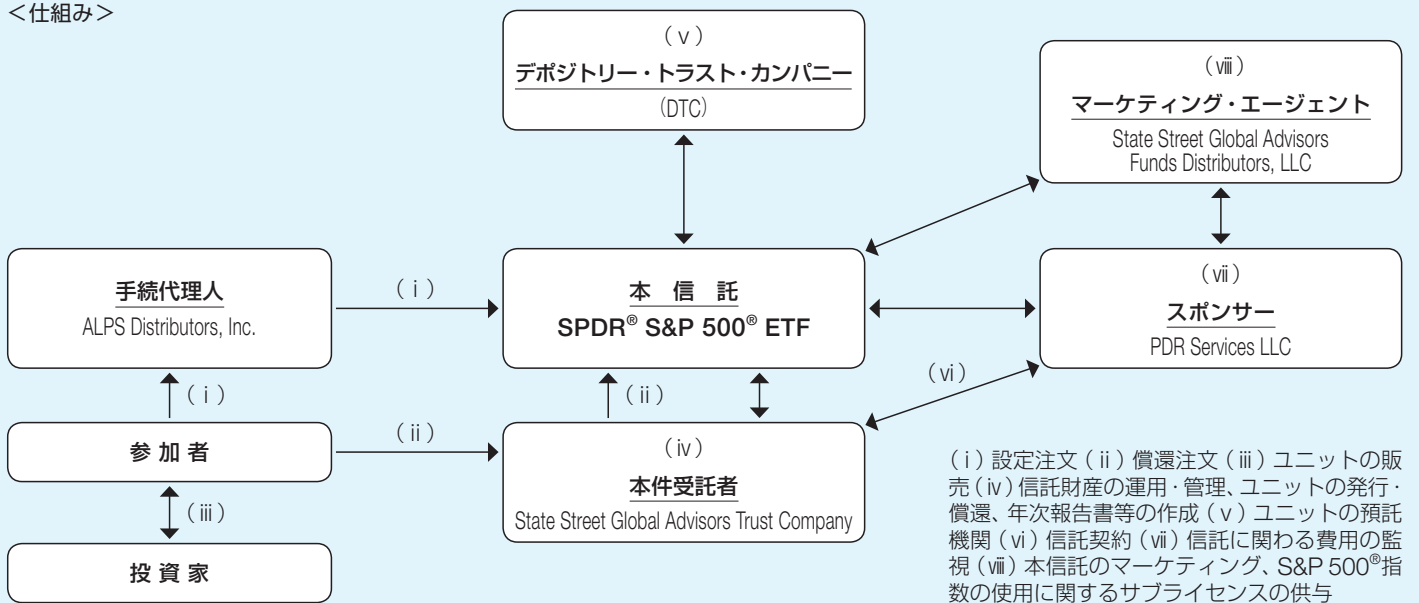 ＜仕組み＞
（ⅴ）
デポジトリー・トラスト・カンパニー
（DTC）
（ⅷ）
マーケティング・エージェント
State Street Global Advisors
Funds Distributors, LLC
手続代理人
ALPS Distributors, Inc.
（ⅰ）
本 信 託
SPDR® S&P 500® ETF
（ⅶ）
スポンサー
PDR Services LLC
（ⅰ）
（ⅱ）
（ⅵ）
参 加 者
（ⅱ）
（ⅳ）
本件受託者
State Street Global Advisors Trust Company
（ⅲ）
投 資 家
（ⅰ）設定注文（ⅱ）償還注文（ⅲ）ユニットの販
売（ⅳ）信託財産の運用・管理、ユニットの発行・
償還、年次報告書等の作成（ⅴ）ユニットの預託
機関（ⅵ）信託契約（ⅶ）信託に関わる費用の監
視（ⅷ）本信託のマーケティング、S&P 500®指
数の使用に関するサブライセンスの供与